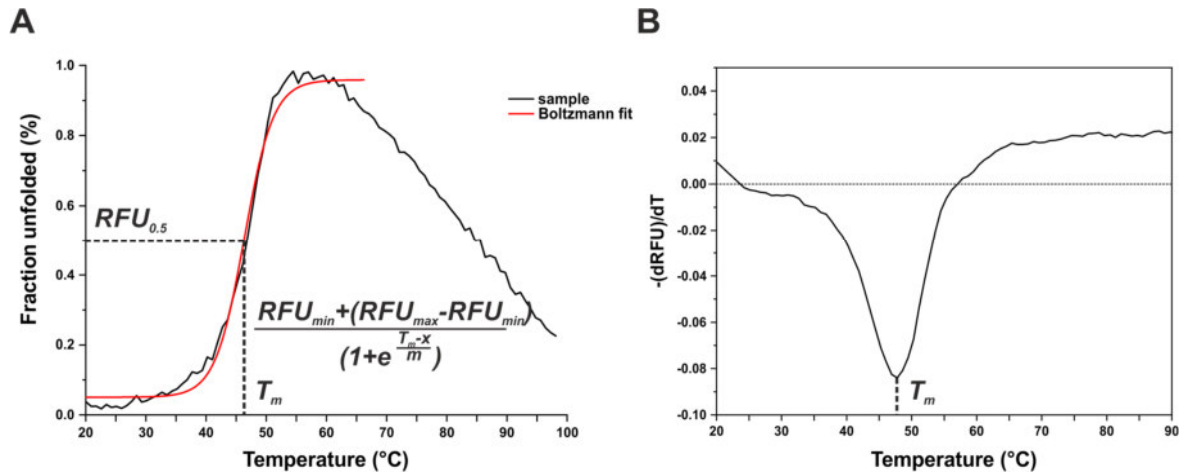 A
B
1.0
0.8
0.6
0.4
0.2
0.0
Fraction unfolded (%)
20 30 40 50 60 70 80 90 100
Temperature (°C)
sample
Boltzmann fit
RFU0.5
RFUmin+(RFUmax-RFUmin)
(1+e Tm-x
m )
Tm
0.04
0.02
0.00
-0.02
-0.04
-0.06
-0.08
-0.10
-(dRFU)/dT
20 30 40 50 60 70 80 90
Temperature (°C)
Tm